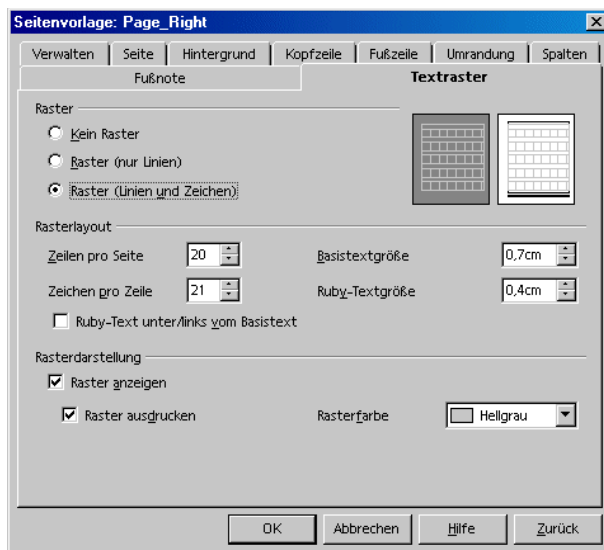 Seitenvorlage: Page_Right
Verwalten Seite Hintergrund Kopfzeile Fußzeile Umrandung Spalten
Fußnote Textraster
Raster
Kein Raster
Raster (nur Linien)
Raster (Linien und Zeichen)
Rasterlayout
Zeilen pro Seite 20 Basistextgröße 0,7cm
Zeichen pro Zeile 21 Ruby-Textgröße 0,4cm
Ruby-Text unter/links vom Basistext
Rasterdarstellung
Raster anzeigen
Raster ausdrucken Rasterfarbe Hellgrau
OK Abbrechen Hilfe Zurück